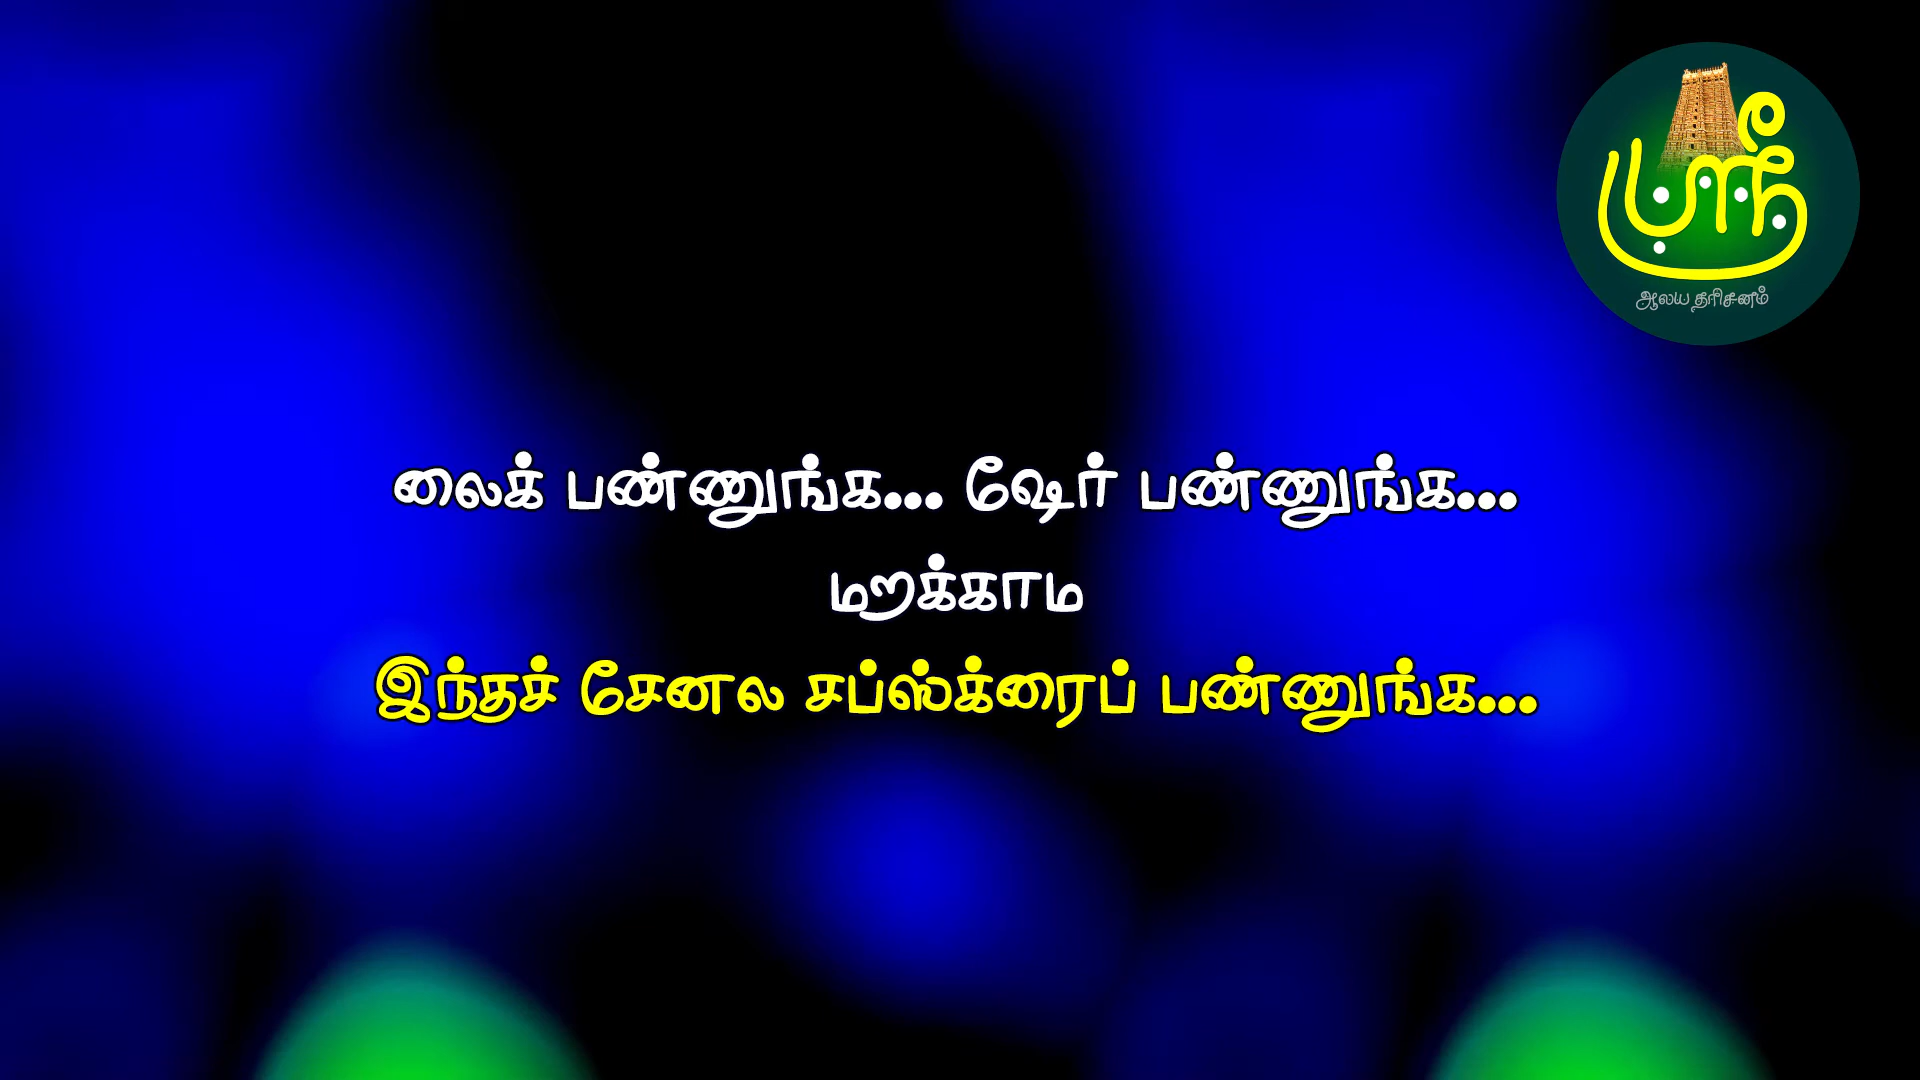 ஸ்ரீ
ஆலய தரிசனம்
லைக் பண்ணுங்க... ஷேர் பண்ணுங்க...
மறக்காம
இந்தச் சேனல சப்ஸ்க்ரைப் பண்ணுங்க...